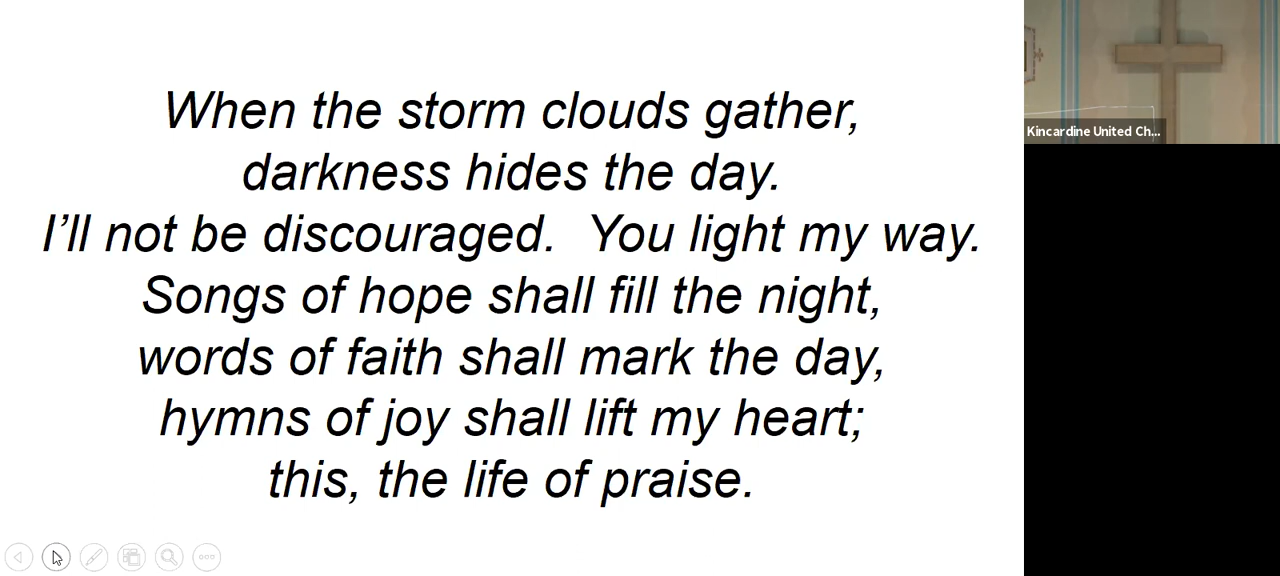 When the storm clouds gather,
darkness hides the day.
I’ll not be discouraged.  You light my way.
Songs of hope shall fill the night,
words of faith shall mark the day,
hymns of joy shall lift my heart;
this, the life of praise.
Kincardine United Ch...